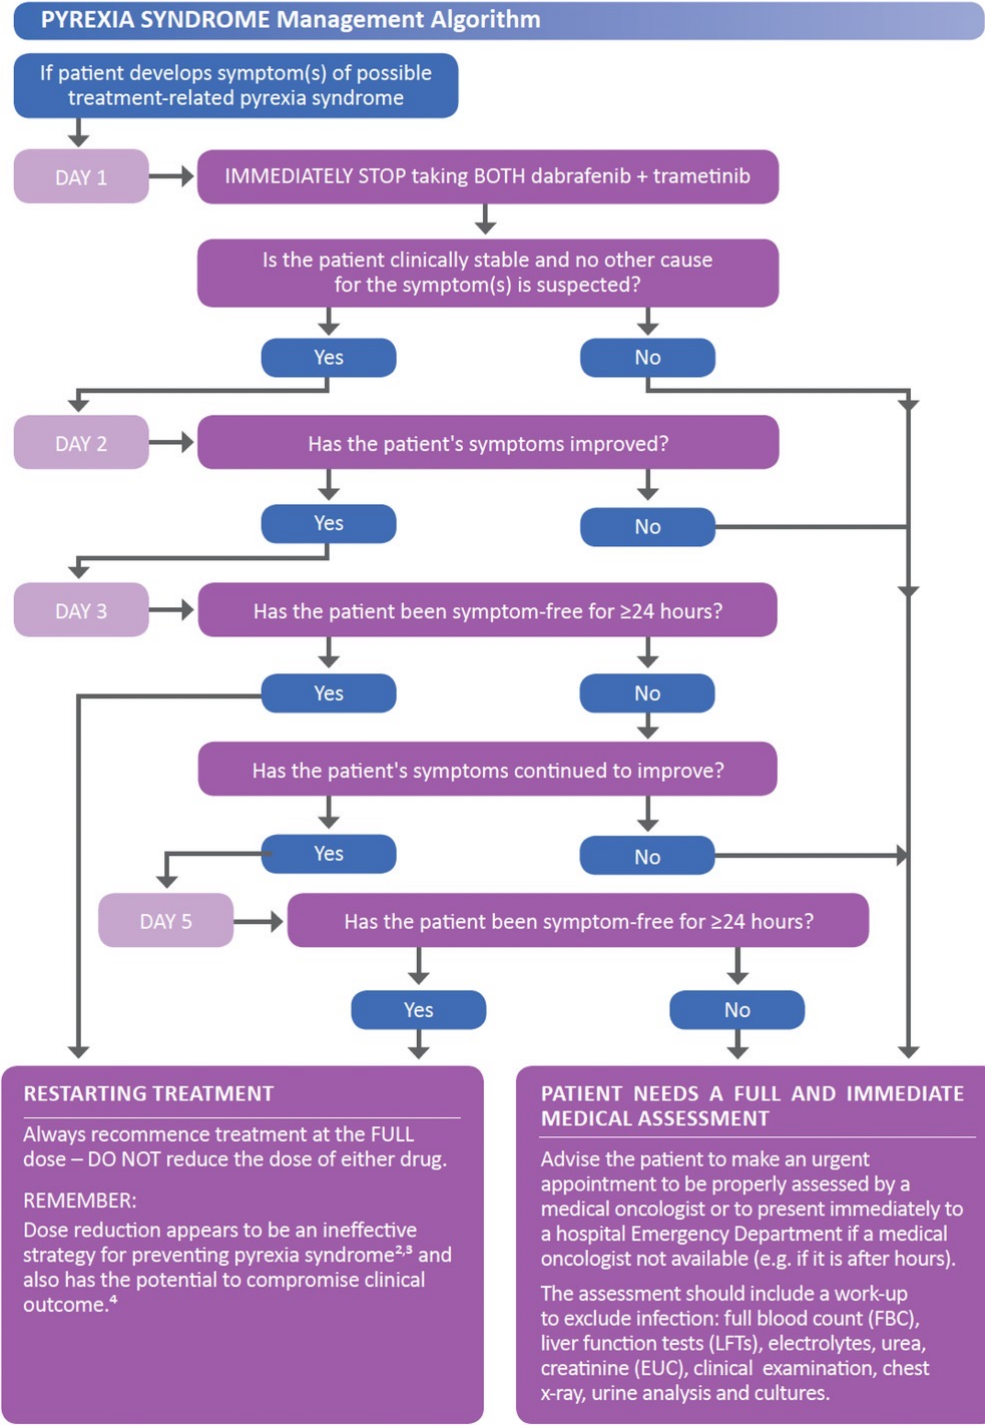 PYREXIA SYNDROME Management Algorithm
If patient develops symptom(s) of possible
treatment-related pyrexia syndrome
DAY 1
IMMEDIATELY STOP taking BOTH dabrafenib + trametinib
Is the patient clinically stable and no other cause
for the symptom(s) is suspected?
Yes
No
DAY 2
Has the patient's symptoms improved?
Yes
No
DAY 3
Has the patient been symptom-free for ≥24 hours?
Yes
No
Has the patient's symptoms continued to improve?
Yes
No
DAY 5
Has the patient been symptom-free for ≥24 hours?
Yes
No
RESTARTING TREATMENT
Always recommence treatment at the FULL
dose – DO NOT reduce the dose of either drug.
REMEMBER:
Dose reduction appears to be an ineffective
strategy for preventing pyrexia syndrome²,³ and
also has the potential to compromise clinical
outcome.⁴
PATIENT NEEDS A FULL AND IMMEDIATE
MEDICAL ASSESSMENT
Advise the patient to make an urgent
appointment to be properly assessed by a
medical oncologist or to present immediately to
a hospital Emergency Department if a medical
oncologist not available (e.g. if it is after hours).
The assessment should include a work-up
to exclude infection: full blood count (FBC),
liver function tests (LFTs), electrolytes, urea,
creatinine (EUC), clinical examination, chest
x-ray, urine analysis and cultures.